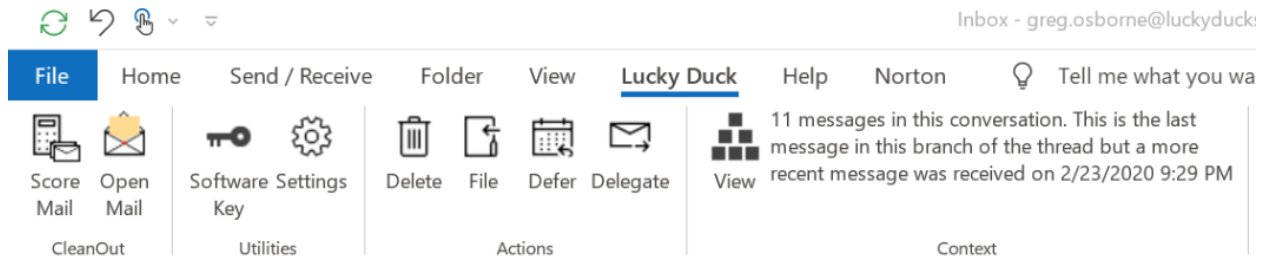 Inbox - greg.osborne@luckyducks
File Home Send / Receive Folder View Lucky Duck Help Norton Tell me what you wa
Score Mail
Open Mail
Software Key
Settings
Delete
File
Defer
Delegate
View
11 messages in this conversation. This is the last
message in this branch of the thread but a more
recent message was received on 2/23/2020 9:29 PM
CleanOut
Utilities
Actions
Context